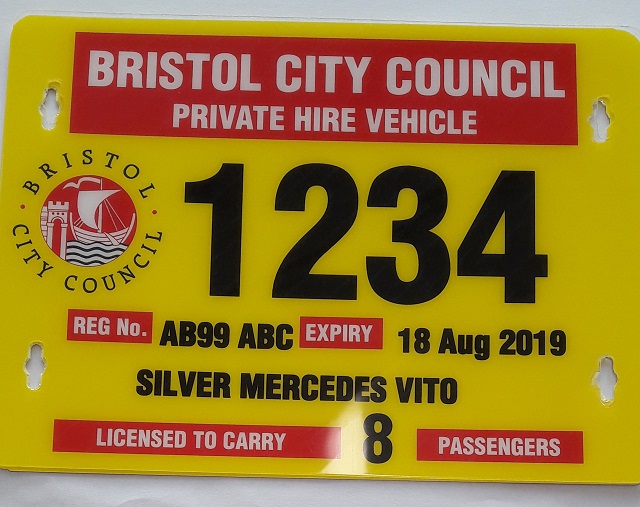 BRISTOL CITY COUNCIL
PRIVATE HIRE VEHICLE
1234
BRISTOL
CITY COUNCIL
REG No. AB99 ABC EXPIRY 18 Aug 2019
SILVER MERCEDES VITO
LICENSED TO CARRY 8 PASSENGERS